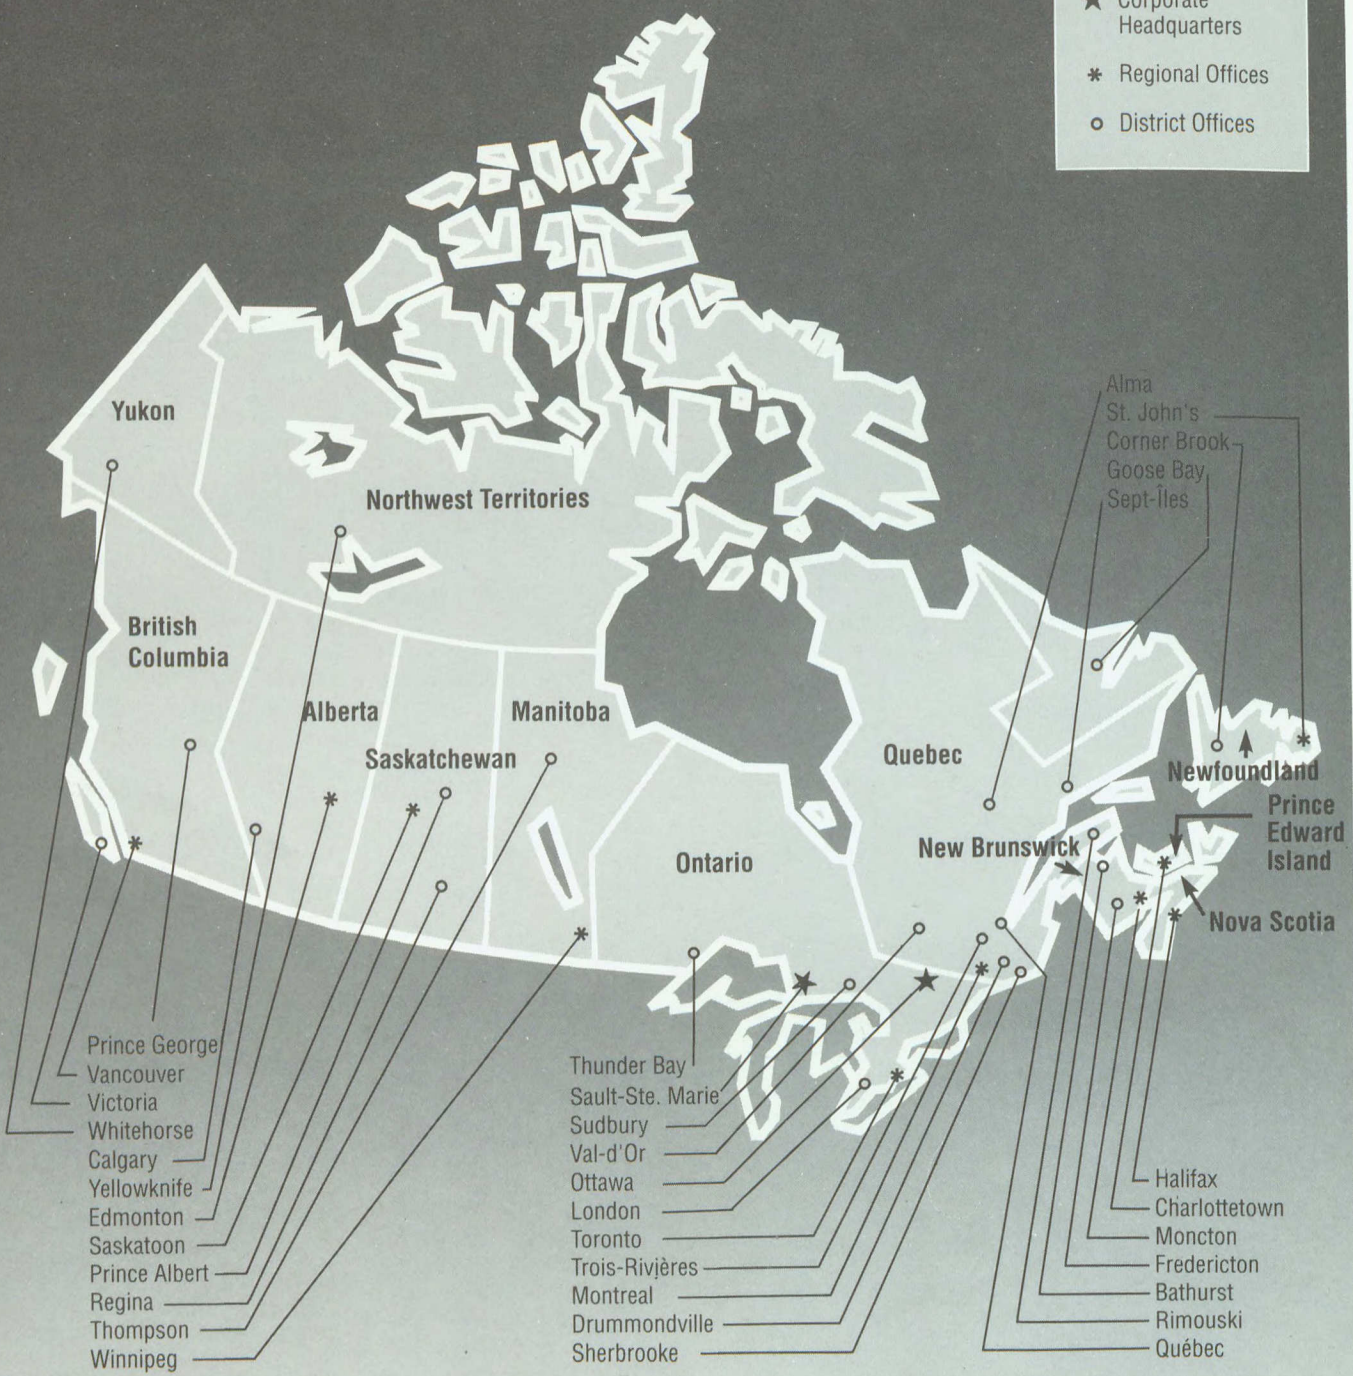 Corporate
Headquarters
Regional Offices
District Offices
Alma
St. John's
Corner Brook
Goose Bay
Sept-Îles
Yukon
Northwest Territories
British
Columbia
Alberta
Manitoba
Saskatchewan
Quebec
Newfoundland
Prince
Edward
Island
New Brunswick
Ontario
Nova Scotia
Prince George
Vancouver
Victoria
Whitehorse
Calgary
Yellowknife
Edmonton
Saskatoon
Prince Albert
Regina
Thompson
Winnipeg
Thunder Bay
Sault-Ste. Marie
Sudbury
Val-d'Or
Ottawa
London
Toronto
Trois-Rivières
Montreal
Drummondville
Sherbrooke
Halifax
Charlottetown
Moncton
Fredericton
Bathurst
Rimouski
Québec